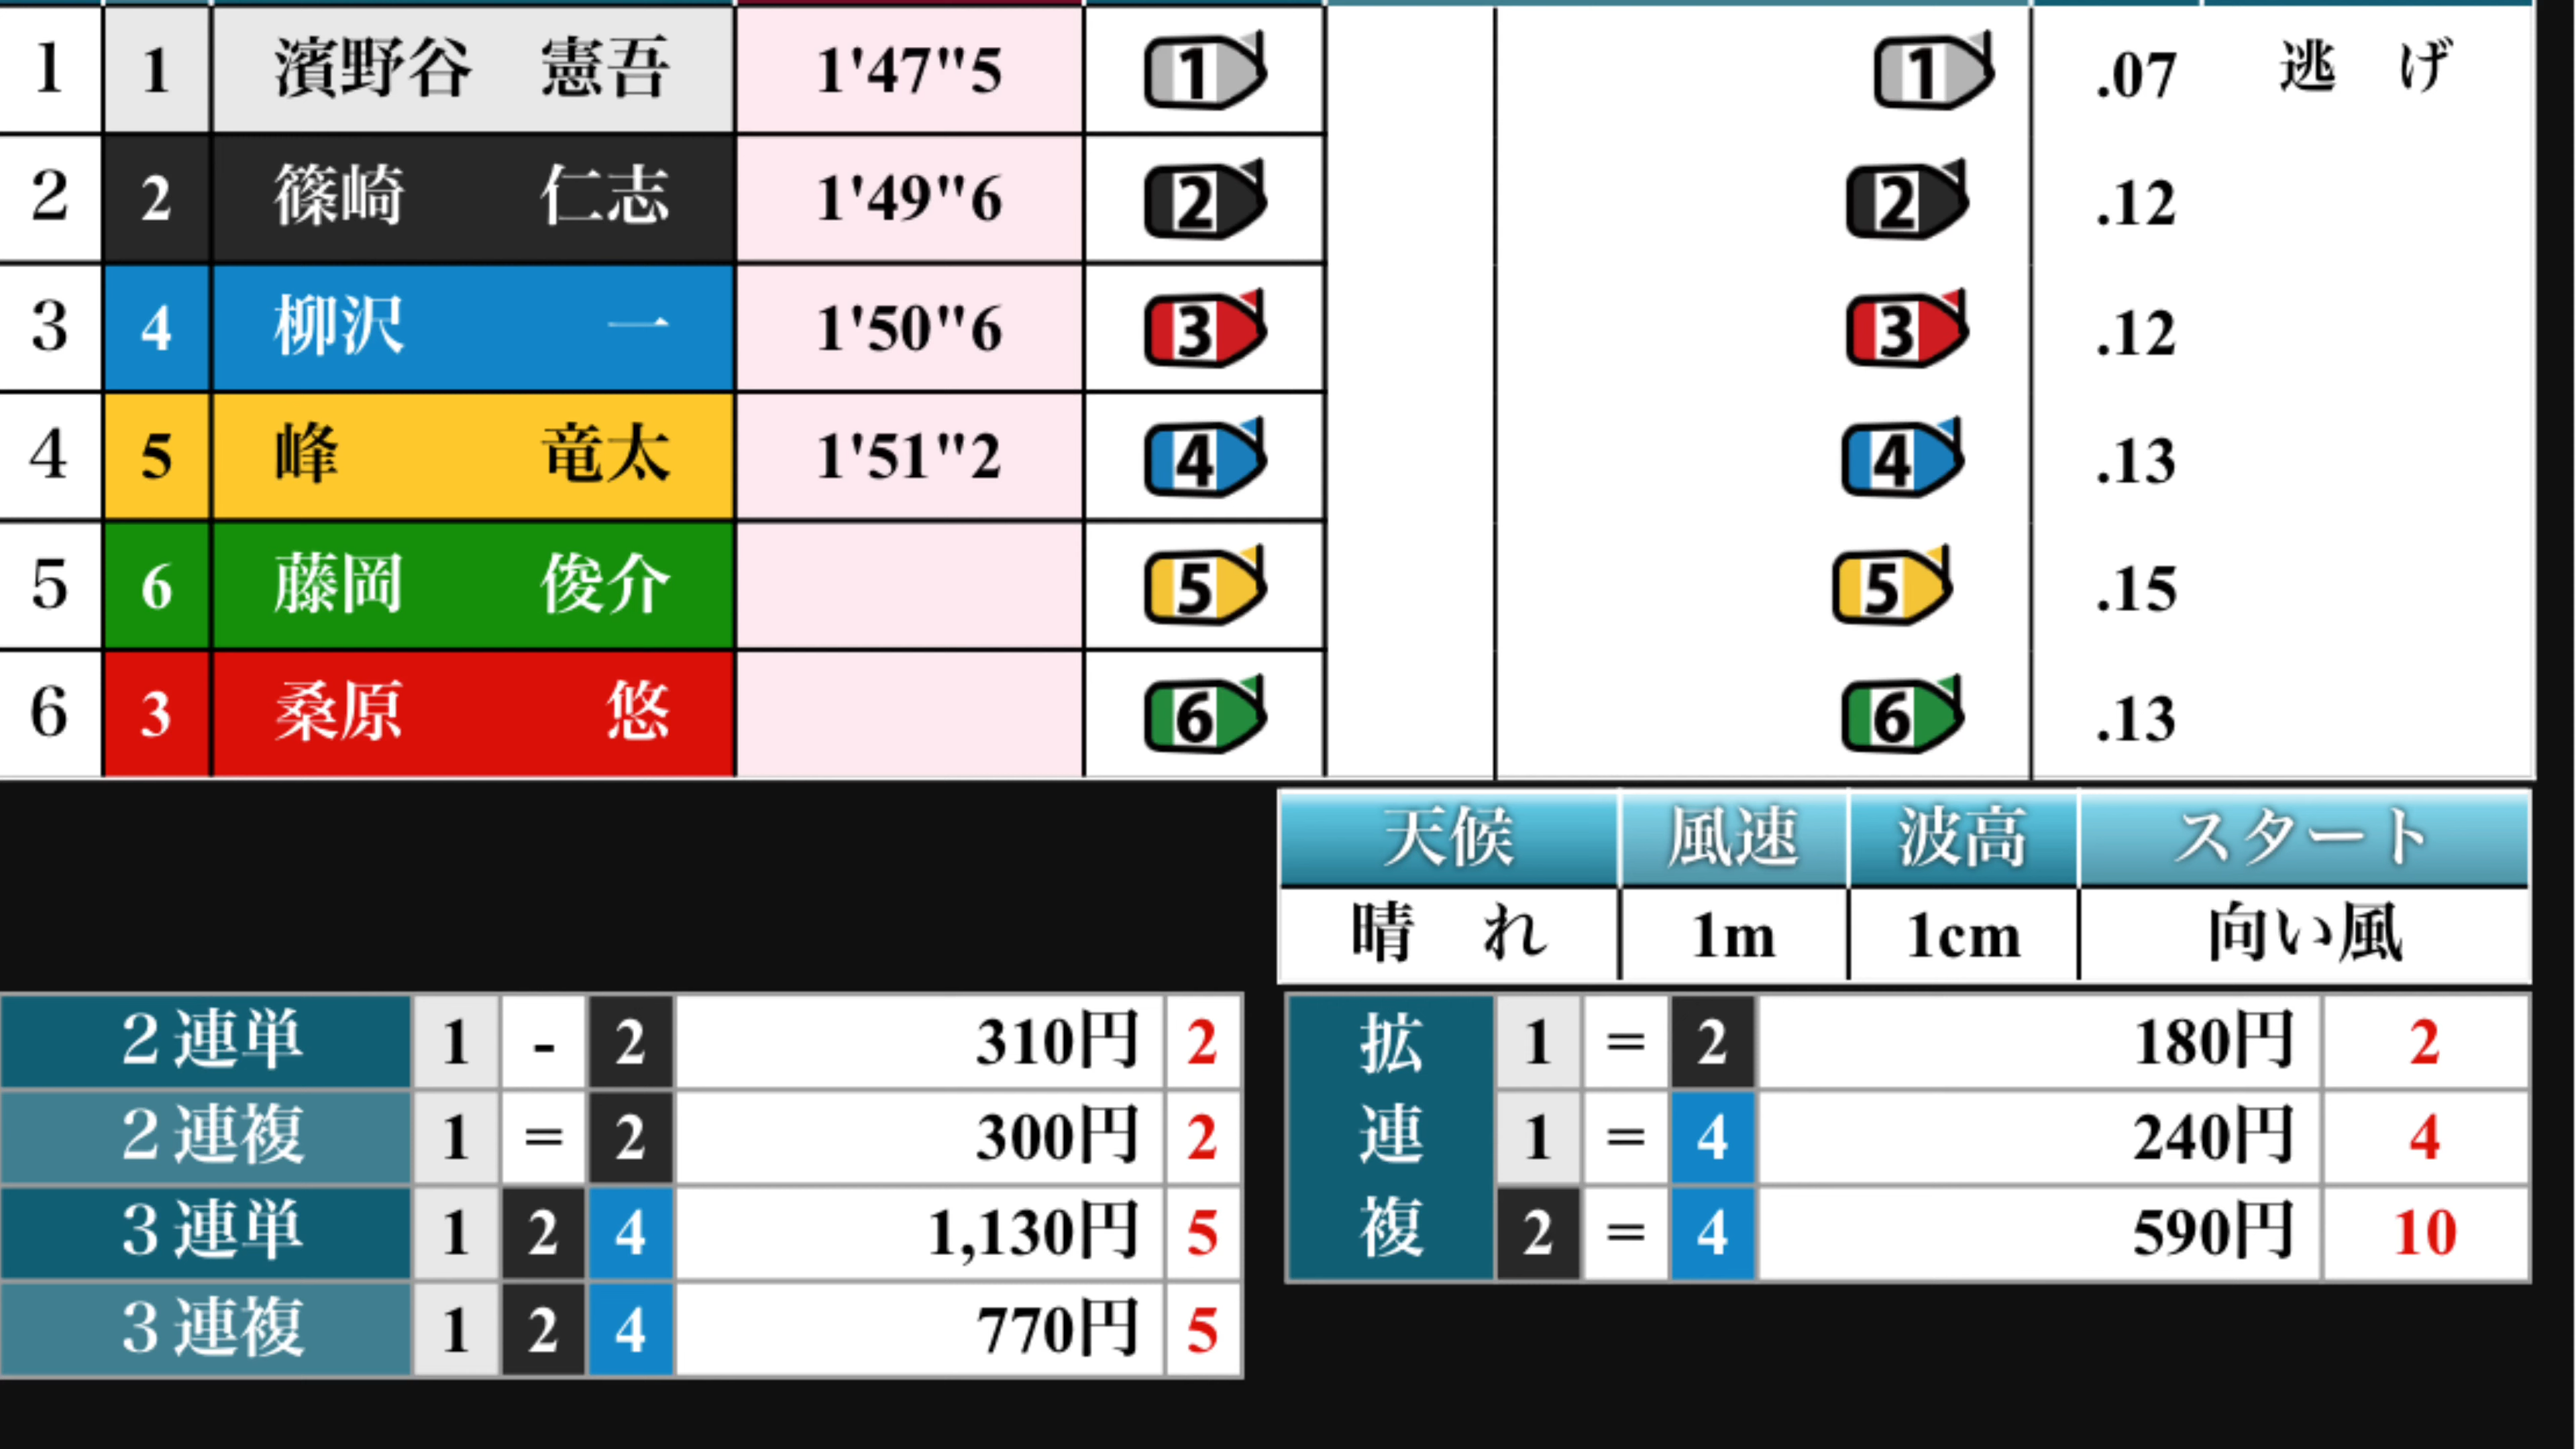 1 1 濱野谷 憲吾 1'47"5 1 1 .07 逃 げ
2 2 篠崎 仁志 1'49"6 2 2 .12
3 4 柳沢 一 1'50"6 3 3 .12
4 5 峰 竜太 1'51"2 4 4 .13
5 6 藤岡 俊介 5 5 .15
6 3 桑原 悠 6 6 .13
天候 風速 波高 スタート
晴 れ 1m 1cm 向い風
２連単 1 - 2 310円 2
２連複 1 = 2 300円 2
３連単 1 2 4 1,130円 5
３連複 1 2 4 770円 5
拡連複
1 = 2 180円 2
1 = 4 240円 4
2 = 4 590円 10